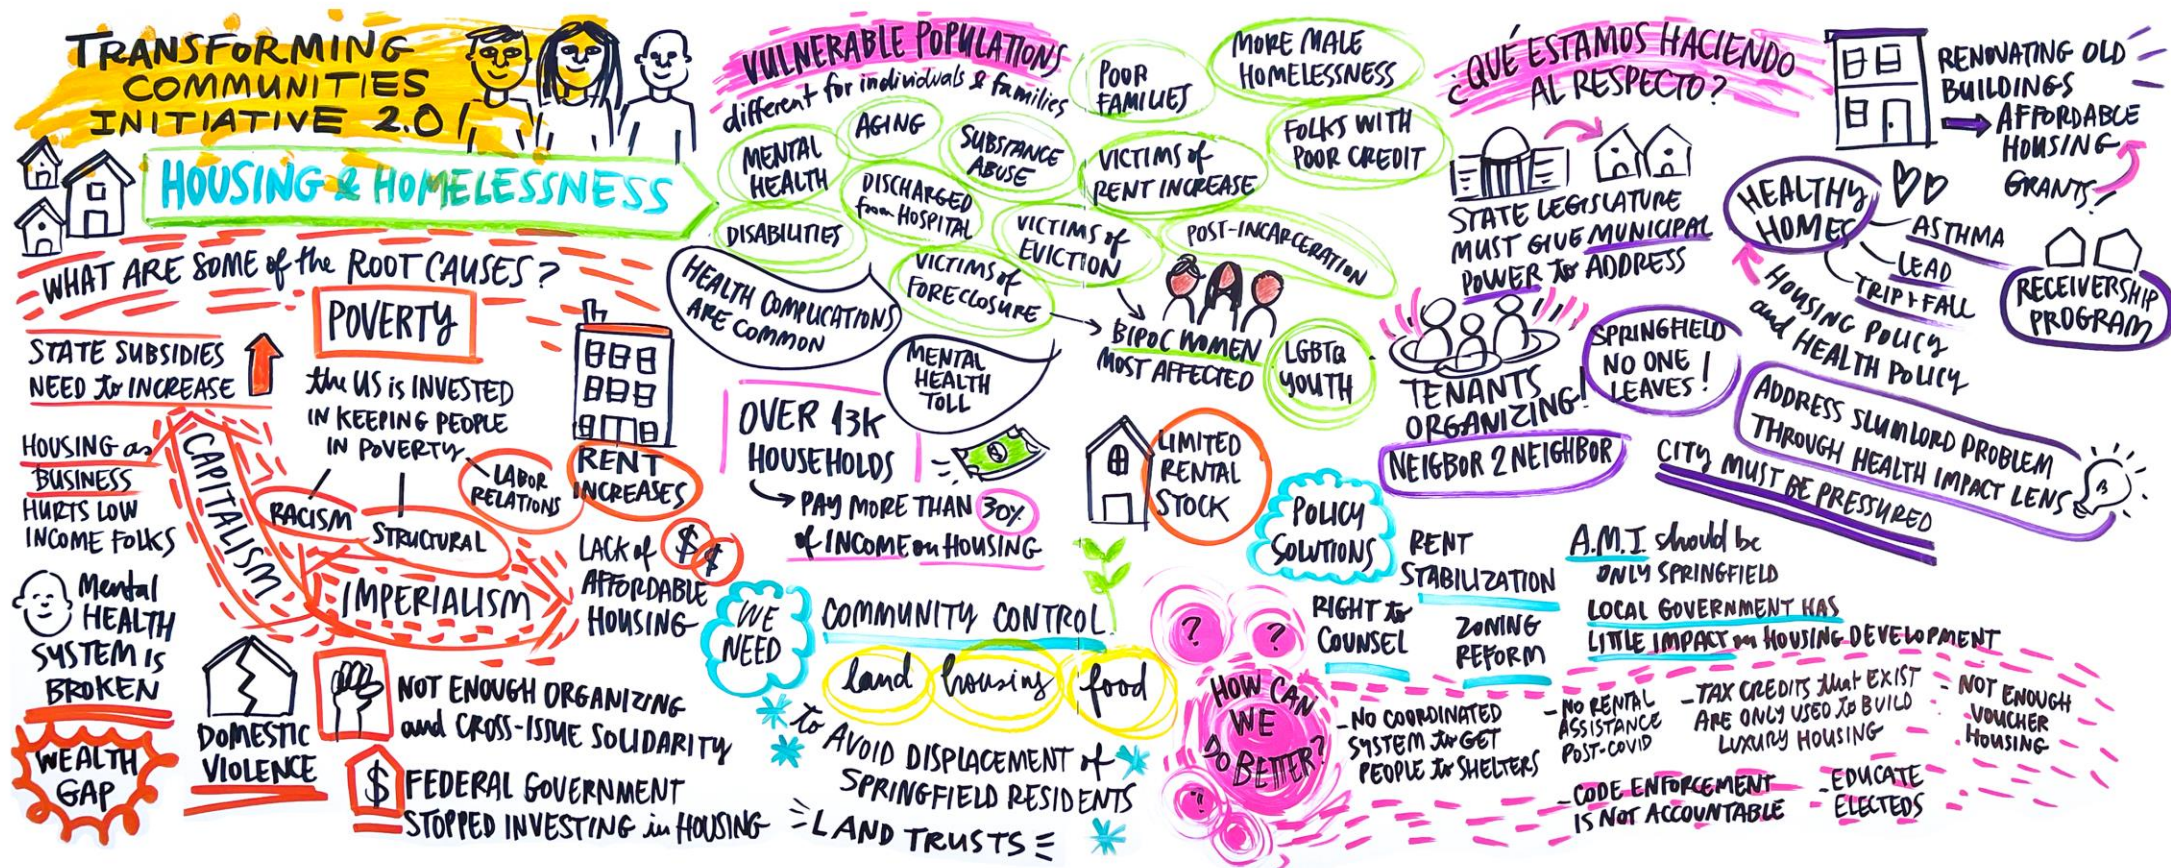 TRANSFORMING
COMMUNITIES
INITIATIVE 2.0
HOUSING & HOMELESSNESS
WHAT ARE SOME of the ROOT CAUSES?
POVERTY
STATE SUBSIDIES
NEED to INCREASE
the US is INVESTED
IN KEEPING PEOPLE
IN POVERTY
RACISM
STRUCTURAL
LABOR
RELATIONS
RENT
INCREASES
HOUSING as
BUSINESS
HURTS LOW
INCOME FOLKS
CAPITALISM
IMPERIALISM
LACK of
AFFORDABLE
HOUSING
$
$
Mental
HEALTH
SYSTEM IS
BROKEN
WEALTH
GAP
DOMESTIC
VIOLENCE
NOT ENOUGH ORGANIZING
and CROSS-ISSUE SOLIDARITY
$
FEDERAL GOVERNMENT
STOPPED INVESTING in HOUSING
VULNERABLE POPULATIONS
different for individuals & families
POOR
FAMILIES
MORE MALE
HOMELESSNESS
AGING
MENTAL
HEALTH
SUBSTANCE
ABUSE
VICTIMS of
RENT INCREASE
FOLKS WITH
POOR CREDIT
DISCHARGED
from HOSPITAL
DISABILITIES
VICTIMS of
EVICTION
POST-INCARCERATION
VICTIMS of
FORECLOSURE
HEALTH COMPLICATIONS
ARE COMMON
MENTAL
HEALTH
TOLL
BIPOC WOMEN
MOST AFFECTED
LGBTQ
YOUTH
OVER 13K
HOUSEHOLDS
PAY MORE THAN 30%
of INCOME on HOUSING
$
LIMITED
RENTAL
STOCK
WE
NEED
COMMUNITY CONTROL
land
housing
food
to AVOID DISPLACEMENT of
SPRINGFIELD RESIDENTS
LAND TRUSTS
¿QUÉ ESTAMOS HACIENDO
AL RESPECTO?
RENOVATING OLD
BUILDINGS
AFFORDABLE
HOUSING
GRANTS!
STATE LEGISLATURE
MUST GIVE MUNICIPAL
POWER to ADDRESS
HEALTHY
HOMES
ASTHMA
LEAD
TRIP + FALL
HOUSING POLICY
and HEALTH POLICY
RECEIVERSHIP
PROGRAM
TENANTS
ORGANIZING!
SPRINGFIELD
NO ONE
LEAVES!
NEIGBOR 2 NEIGHBOR
ADDRESS SLUMLORD PROBLEM
THROUGH HEALTH IMPACT LENS
CITY MUST BE PRESSURED
POLICY
SOLUTIONS
RENT
STABILIZATION
RIGHT to
COUNSEL
ZONING
REFORM
A.M.I should be
ONLY SPRINGFIELD
LOCAL GOVERNMENT HAS
LITTLE IMPACT on HOUSING DEVELOPMENT
?
?
HOW CAN
WE
DO BETTER?
-NO COORDINATED
SYSTEM to GET
PEOPLE to SHELTERS
-NO RENTAL
ASSISTANCE
POST-COVID
-TAX CREDITS that EXIST
ARE ONLY USED to BUILD
LUXURY HOUSING
- NOT ENOUGH
VOUCHER
HOUSING
-CODE ENFORCEMENT
IS NOT ACCOUNTABLE
-EDUCATE
ELECTEDS